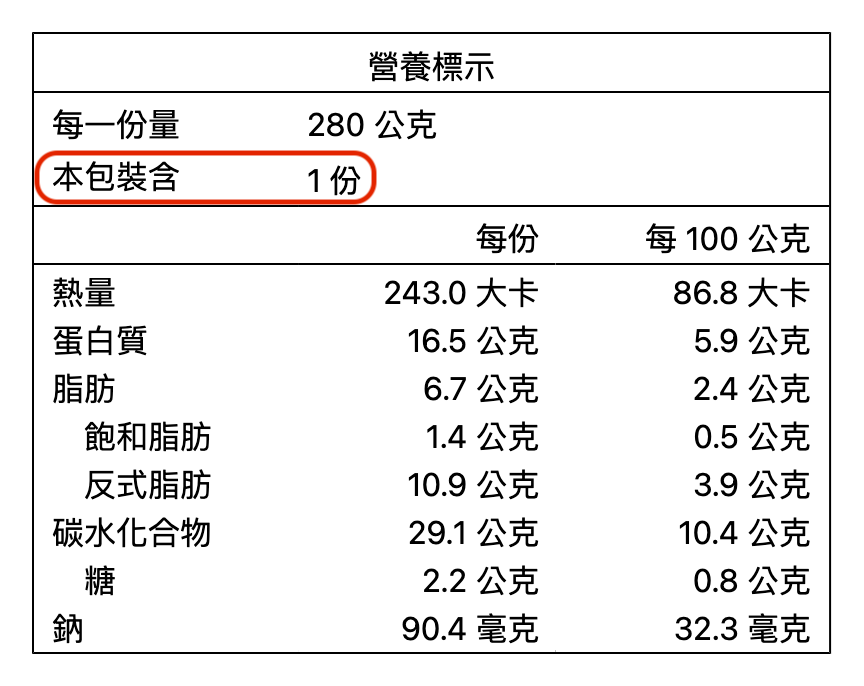 營養標示
每一份量 280 公克
本包裝含 1 份
每份 每 100 公克
熱量 243.0 大卡 86.8 大卡
蛋白質 16.5 公克 5.9 公克
脂肪 6.7 公克 2.4 公克
飽和脂肪 1.4 公克 0.5 公克
反式脂肪 10.9 公克 3.9 公克
碳水化合物 29.1 公克 10.4 公克
糖 2.2 公克 0.8 公克
鈉 90.4 毫克 32.3 毫克